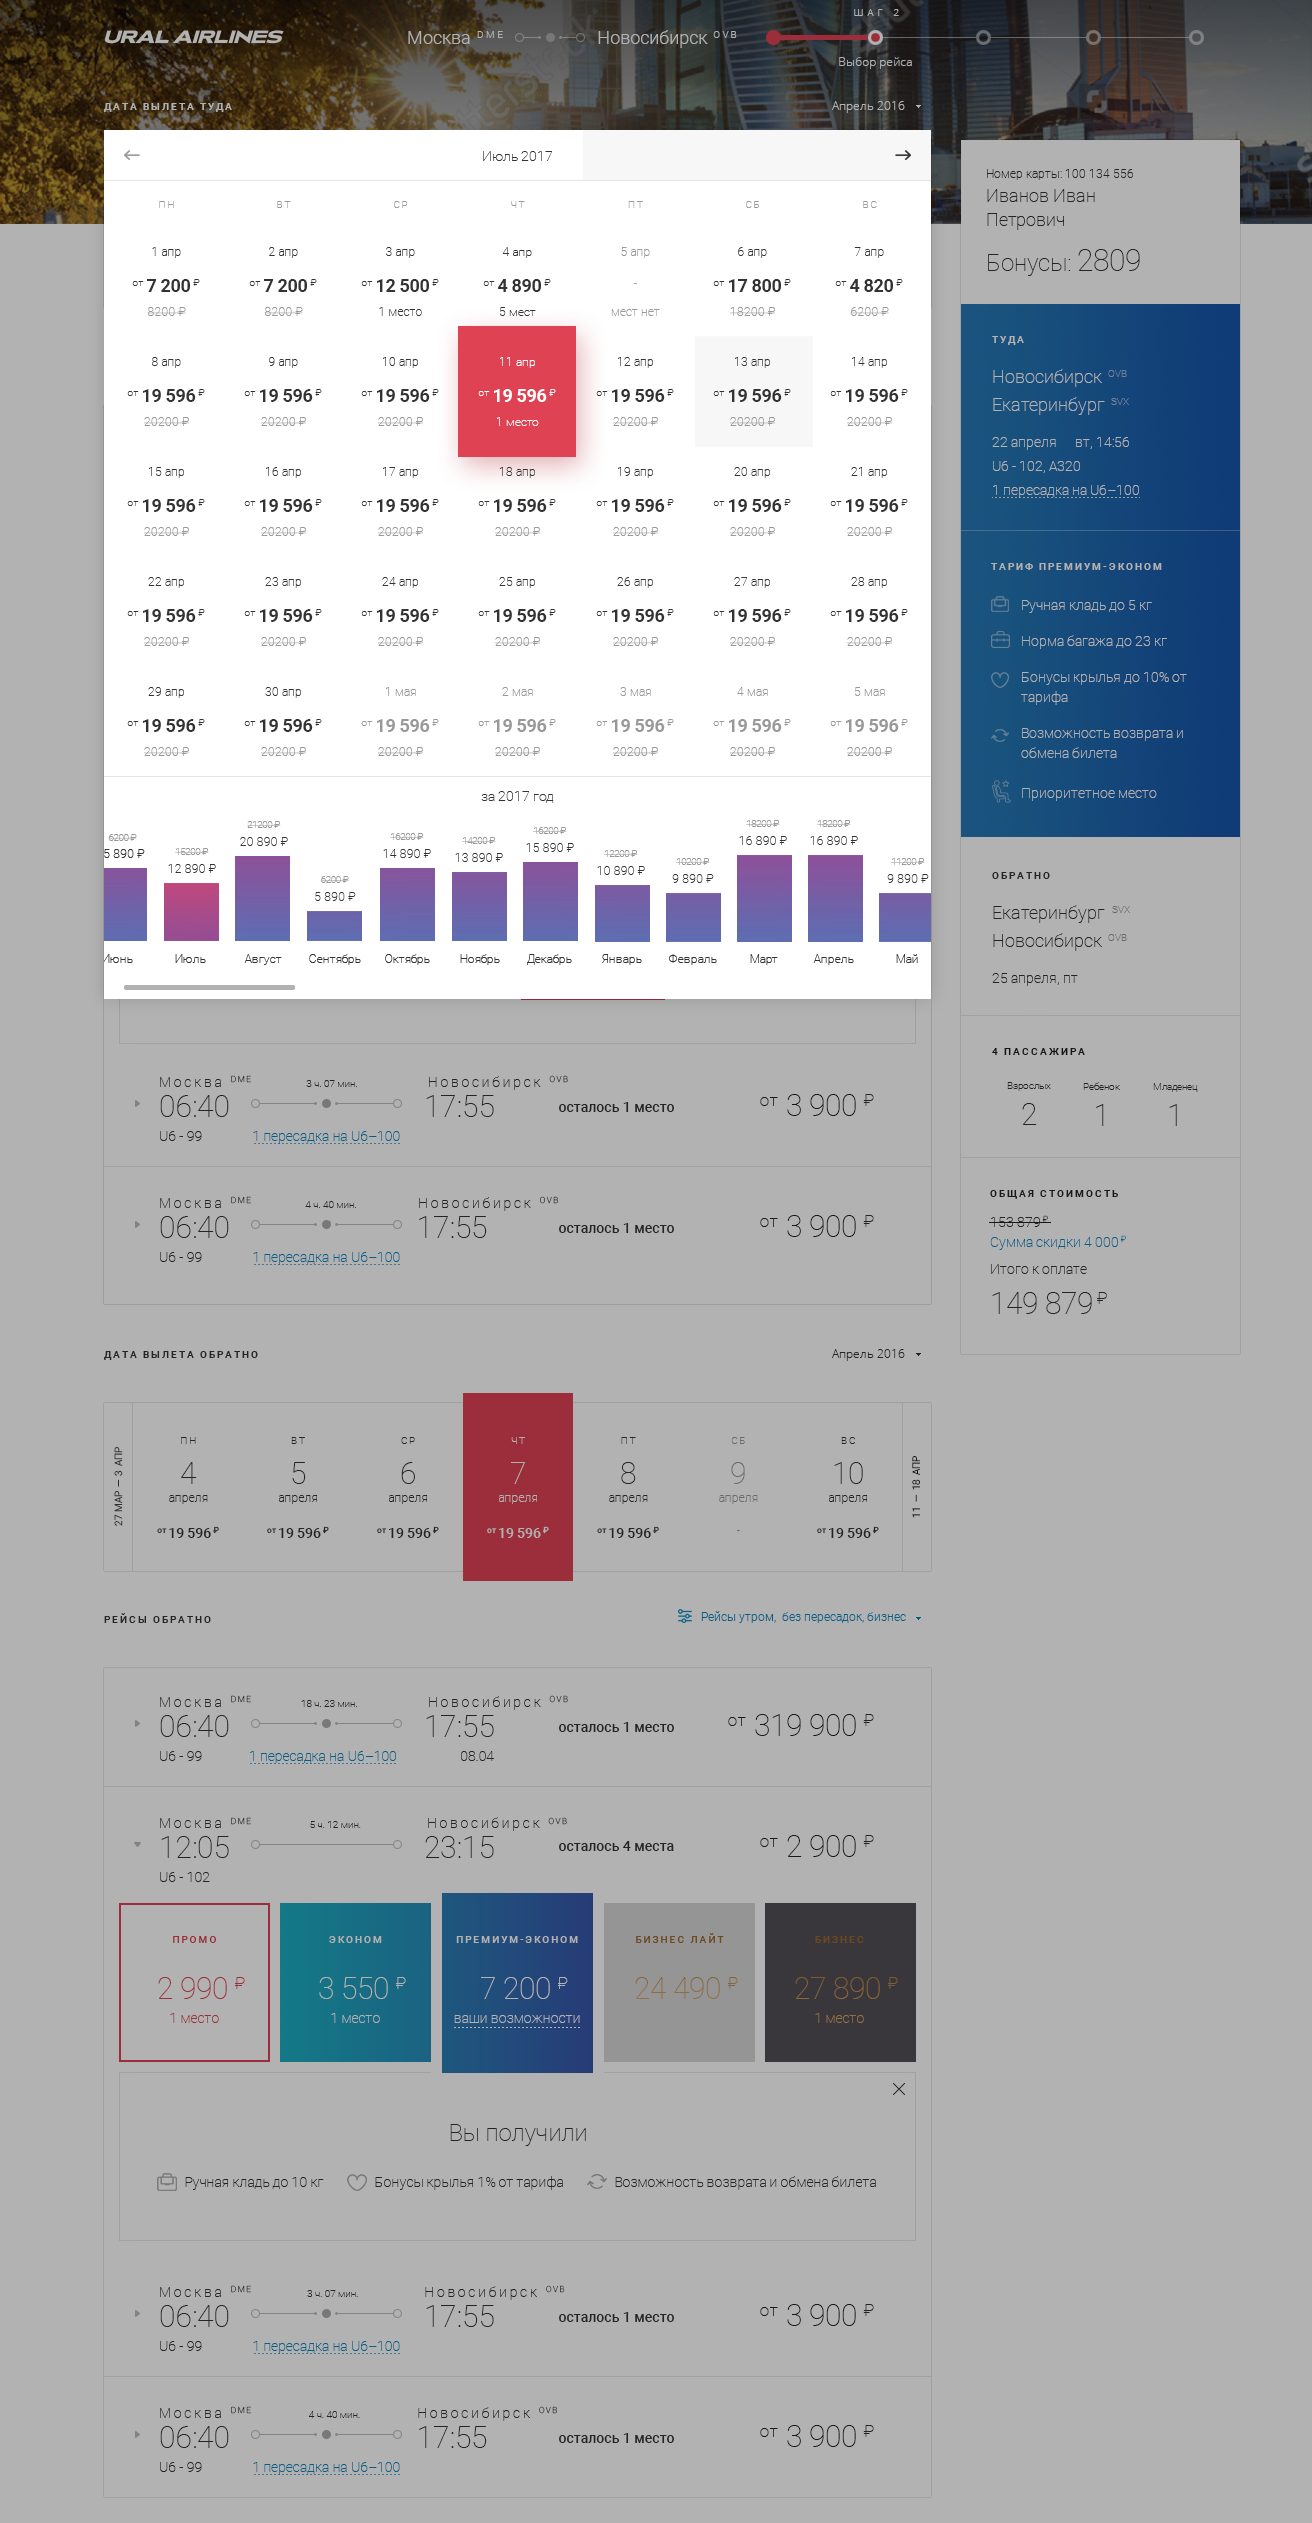 URAL AIRLINES
Москва DME Новосибирск OVB
ШАГ 2
Выбор рейса
ДАТА ВЫЛЕТА ТУДА
Апрель 2016
Июль 2017
ПН ВТ СР ЧТ ПТ СБ ВС
1 апр 2 апр 3 апр 4 апр 5 апр 6 апр 7 апр
от 7 200 ₽ от 7 200 ₽ от 12 500 ₽ от 4 890 ₽ - от 17 800 ₽ от 4 820 ₽
8200 ₽ 8200 ₽ 1 место 5 мест мест нет 18200 ₽ 6200 ₽
8 апр 9 апр 10 апр 11 апр 12 апр 13 апр 14 апр
от 19 596 ₽ от 19 596 ₽ от 19 596 ₽ от 19 596 ₽ от 19 596 ₽ от 19 596 ₽ от 19 596 ₽
20200 ₽ 20200 ₽ 20200 ₽ 1 место 20200 ₽ 20200 ₽ 20200 ₽
15 апр 16 апр 17 апр 18 апр 19 апр 20 апр 21 апр
от 19 596 ₽ от 19 596 ₽ от 19 596 ₽ от 19 596 ₽ от 19 596 ₽ от 19 596 ₽ от 19 596 ₽
20200 ₽ 20200 ₽ 20200 ₽ 20200 ₽ 20200 ₽ 20200 ₽ 20200 ₽
22 апр 23 апр 24 апр 25 апр 26 апр 27 апр 28 апр
от 19 596 ₽ от 19 596 ₽ от 19 596 ₽ от 19 596 ₽ от 19 596 ₽ от 19 596 ₽ от 19 596 ₽
20200 ₽ 20200 ₽ 20200 ₽ 20200 ₽ 20200 ₽ 20200 ₽ 20200 ₽
29 апр 30 апр 1 мая 2 мая 3 мая 4 мая 5 мая
от 19 596 ₽ от 19 596 ₽ от 19 596 ₽ от 19 596 ₽ от 19 596 ₽ от 19 596 ₽ от 19 596 ₽
20200 ₽ 20200 ₽ 20200 ₽ 20200 ₽ 20200 ₽ 20200 ₽ 20200 ₽
за 2017 год
6200 ₽ 15200 ₽ 21200 ₽ 6200 ₽ 16200 ₽ 14200 ₽ 16200 ₽ 12200 ₽ 10200 ₽ 18200 ₽ 18200 ₽ 11200 ₽
5 890 ₽ 12 890 ₽ 20 890 ₽ 5 890 ₽ 14 890 ₽ 13 890 ₽ 15 890 ₽ 10 890 ₽ 9 890 ₽ 16 890 ₽ 16 890 ₽ 9 890 ₽
Июнь Июль Август Сентябрь Октябрь Ноябрь Декабрь Январь Февраль Март Апрель Май
Москва DME 3 ч. 07 мин. Новосибирск OVB
06:40 17:55 осталось 1 место от 3 900 ₽
U6 - 99 1 пересадка на U6–100
Москва DME 4 ч. 40 мин. Новосибирск OVB
06:40 17:55 осталось 1 место от 3 900 ₽
U6 - 99 1 пересадка на U6–100
ДАТА ВЫЛЕТА ОБРАТНО
Апрель 2016
27 МАР — 3 АПР
ПН ВТ СР ЧТ ПТ СБ ВС
4 5 6 7 8 9 10
апреля апреля апреля апреля апреля апреля апреля
от 19 596 ₽ от 19 596 ₽ от 19 596 ₽ от 19 596 ₽ от 19 596 ₽ - от 19 596 ₽
11 — 18 АПР
РЕЙСЫ ОБРАТНО
Рейсы утром, без пересадок, бизнес
Москва DME 18 ч. 23 мин. Новосибирск OVB
06:40 17:55 осталось 1 место от 319 900 ₽
U6 - 99 1 пересадка на U6–100 08.04
Москва DME 5 ч. 12 мин. Новосибирск OVB
12:05 23:15 осталось 4 места от 2 900 ₽
U6 - 102
ПРОМО ЭКОНОМ ПРЕМИУМ-ЭКОНОМ БИЗНЕС ЛАЙТ БИЗНЕС
2 990 ₽ 3 550 ₽ 7 200 ₽ 24 490 ₽ 27 890 ₽
1 место 1 место ваши возможности 1 место
Вы получили
Ручная кладь до 10 кг Бонусы крылья 1% от тарифа Возможность возврата и обмена билета
Москва DME 3 ч. 07 мин. Новосибирск OVB
06:40 17:55 осталось 1 место от 3 900 ₽
U6 - 99 1 пересадка на U6–100
Москва DME 4 ч. 40 мин. Новосибирск OVB
06:40 17:55 осталось 1 место от 3 900 ₽
U6 - 99 1 пересадка на U6–100
Номер карты: 100 134 556
Иванов Иван
Петрович
Бонусы: 2809
ТУДА
Новосибирск OVB
Екатеринбург SVX
22 апреля вт, 14:56
U6 - 102, A320
1 пересадка на U6–100
ТАРИФ ПРЕМИУМ-ЭКОНОМ
Ручная кладь до 5 кг
Норма багажа до 23 кг
Бонусы крылья до 10% от
тарифа
Возможность возврата и
обмена билета
Приоритетное место
ОБРАТНО
Екатеринбург SVX
Новосибирск OVB
25 апреля, пт
4 ПАССАЖИРА
Взрослых Ребенок Младенец
2 1 1
ОБЩАЯ СТОИМОСТЬ
153 879 ₽
Сумма скидки 4 000 ₽
Итого к оплате
149 879 ₽